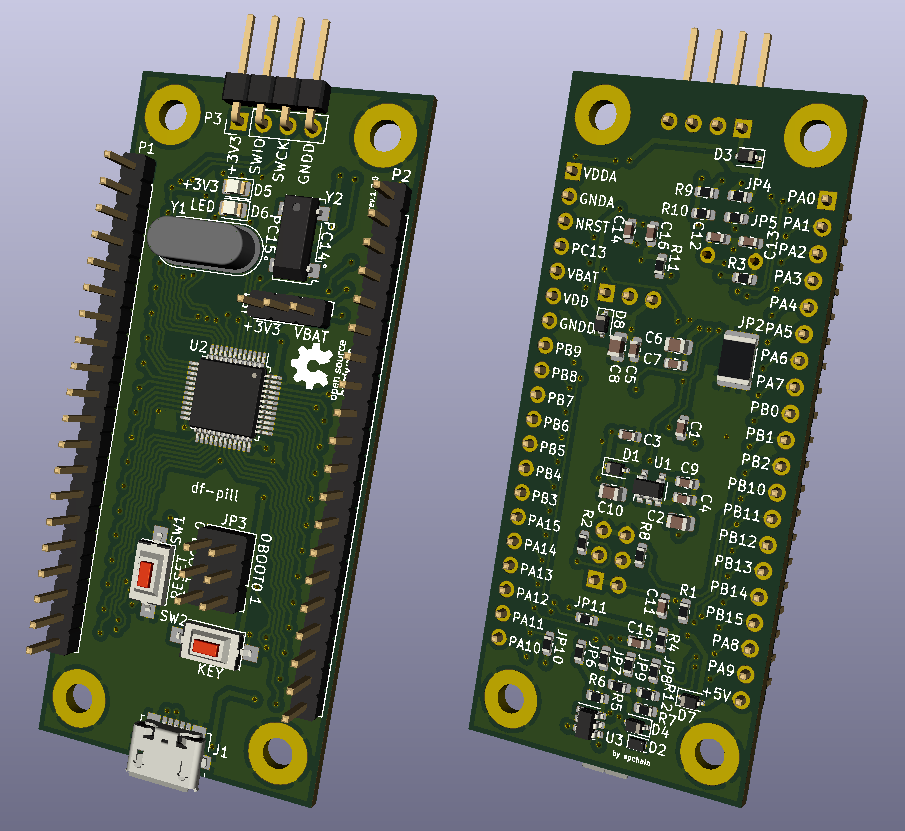 P3
+3V3
SWIO
SWCK
GNDD
P1
P2
+3V3
D5
LED
D6
Y1
Y2
PC15
PC14
+3V3
VBAT
U2
open source
df-pill
JP3
0BOOT0 1
SW1
RESET
SW2
KEY
J1
D3
VDDA
GNDA
NRST
PC13
VBAT
VDD
GNDD
PB9
PB8
PB7
PB6
PB5
PB4
PB3
PA15
PA14
PA13
PA12
PA11
PA10
R9
JP4
R10
JP5
C14
C16
R11
C12
C13
R3
D8
C6
C7
C8
C5
JP2
C1
C3
D1
U1
C9
C10
C2
C4
R2
R8
C11
R1
JP11
C15
R4
JP10
JP6
JP7
JP9
JP8
R12
R6
R5
R7
D7
D4
U3
D2
by apchain
PA0
PA1
PA2
PA3
PA4
PA5
PA6
PA7
PB0
PB1
PB2
PB10
PB11
PB12
PB13
PB14
PB15
PA8
PA9
+5V